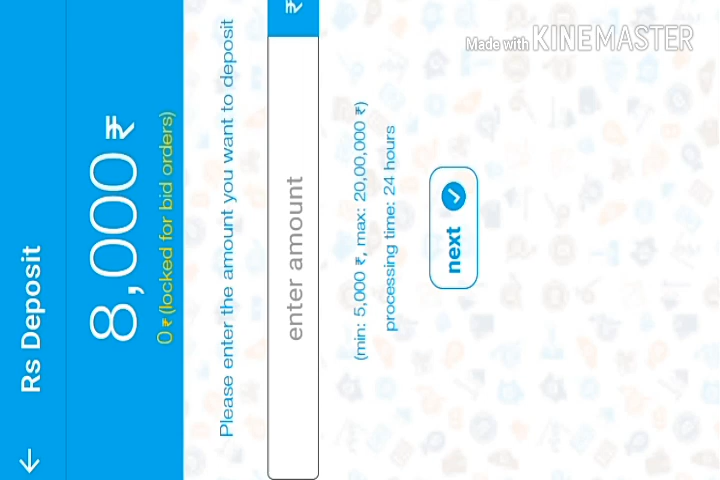 Rs Deposit
8,000 ₹
0 ₹ (locked for bid orders)
Please enter the amount you want to deposit
enter amount
₹
(min: 5,000 ₹, max: 20,00,000 ₹)
processing time: 24 hours
next
Made with KINEMASTER